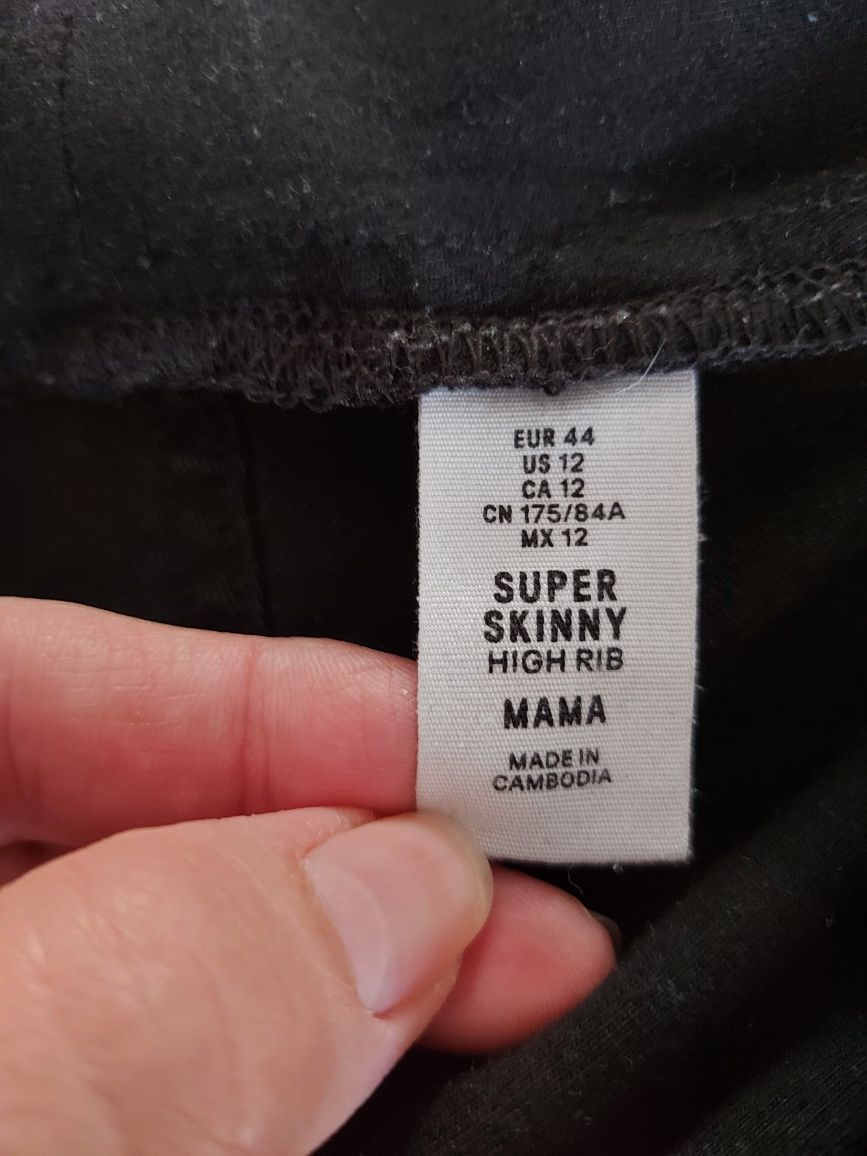 EUR 44
US 12
CA 12
CN 175/84A
MX 12
SUPER
SKINNY
HIGH RIB
MAMA
MADE IN
CAMBODIA